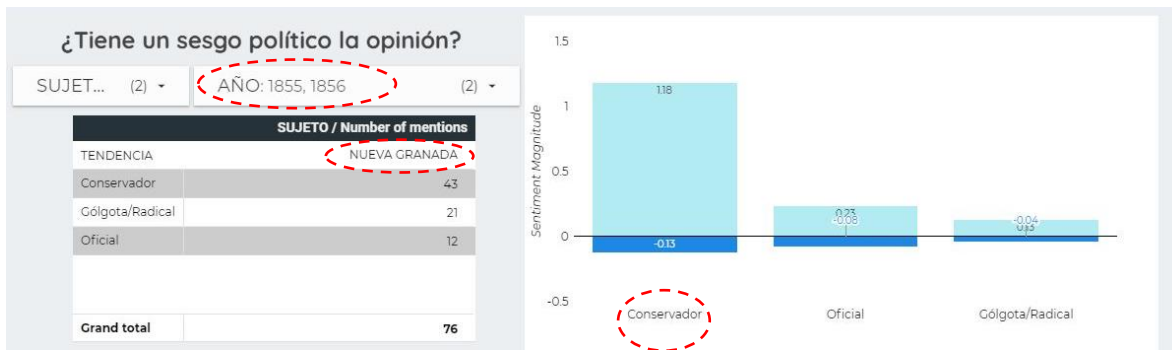 ¿Tiene un sesgo político la opinión?
SUJET... (2)
AÑO: 1855, 1856 (2)
SUJETO / Number of mentions
TENDENCIA NUEVA GRANADA
Conservador 43
Gólgota/Radical 21
Oficial 12
Grand total 76
1.5
1
0.5
0
-0.5
Sentiment Magnitude
1.18
-0.13
0.23
-0.08
-0.04
0.13
Conservador Oficial Gólgota/Radical